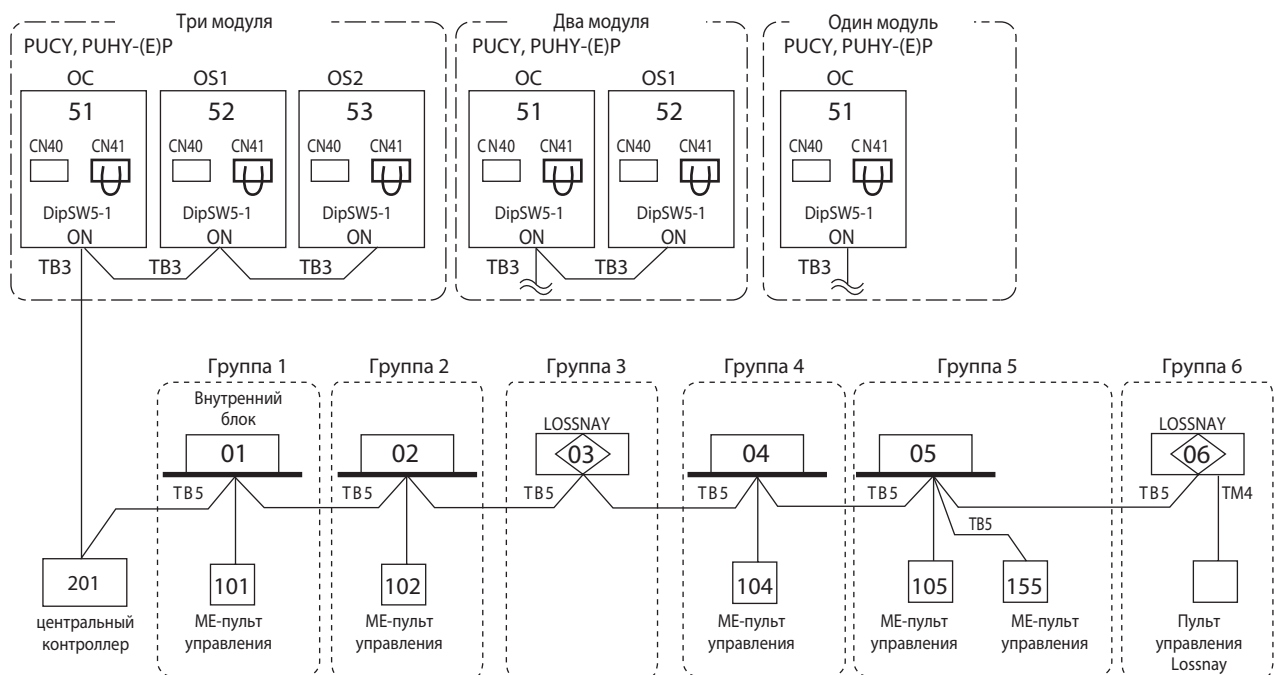 Три модуля
Два модуля
Один модуль
PUCY, PUHY-(E)P
PUCY, PUHY-(E)P
PUCY, PUHY-(E)P
OC
OS1
OS2
OC
OS1
OC
51
52
53
51
52
51
CN40 CN41
CN40 CN41
CN40 CN41
CN40 CN41
CN40 CN41
CN40 CN41
DipSW5-1
DipSW5-1
DipSW5-1
DipSW5-1
DipSW5-1
DipSW5-1
ON
ON
ON
ON
ON
ON
TB3
TB3
TB3
TB3
TB3
TB3
Группа 1
Группа 2
Группа 3
Группа 4
Группа 5
Группа 6
Внутренний
блок
LOSSNAY
LOSSNAY
01
02
03
04
05
06
TB5
TB5
TB5
TB5
TB5
TB5
TM4
TB5
201
101
102
104
105
155
центральный
контроллер
МЕ-пульт
управления
МЕ-пульт
управления
МЕ-пульт
управления
МЕ-пульт
управления
МЕ-пульт
управления
Пульт
управления
Lossnay